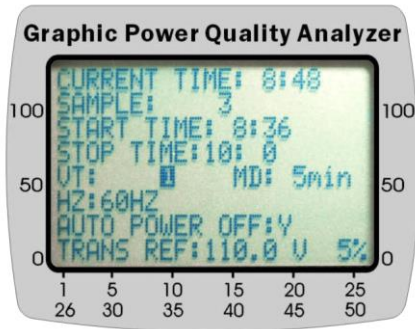 Graphic Power Quality Analyzer
CURRENT TIME: 8:48
SAMPLE: 3
START TIME: 8:36
STOP TIME:10: 0
VT: 1 MD: 5min
HZ:60HZ
AUTO POWER OFF:Y
TRANS REF:110.0 V 5%
100 100
50 50
0 0
1 5 10 15 20 25
26 30 35 40 45 50